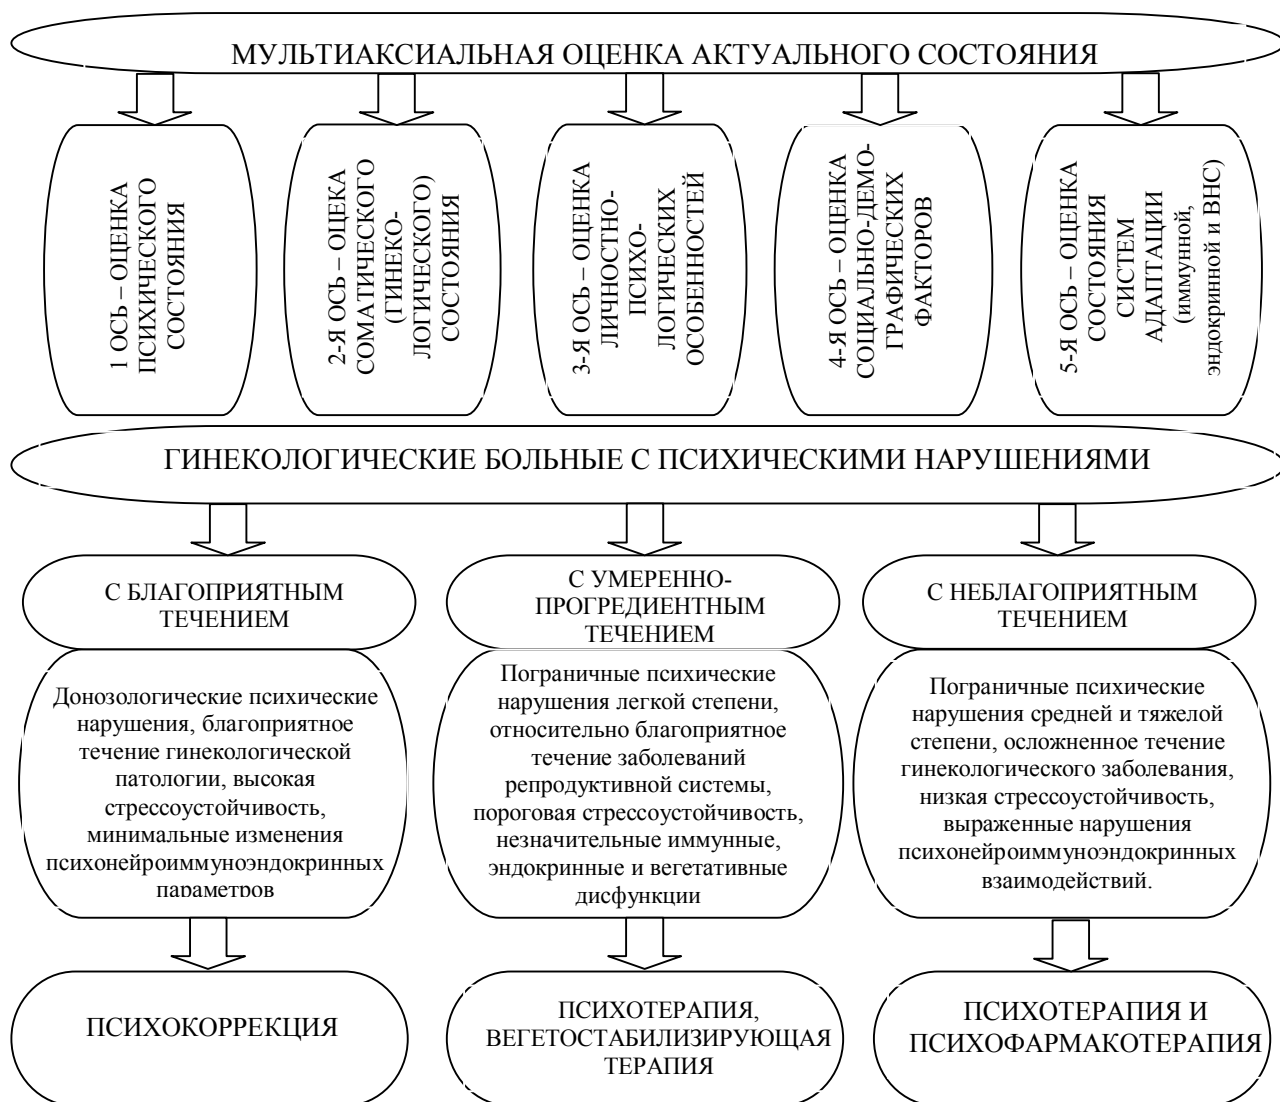 МУЛЬТИАКСИАЛЬНАЯ ОЦЕНКА АКТУАЛЬНОГО СОСТОЯНИЯ
1 ОСЬ – ОЦЕНКА
ПСИХИЧЕСКОГО
СОСТОЯНИЯ
2-Я ОСЬ – ОЦЕКА
СОМАТИЧЕСКОГО
(ГИНЕКО-
ЛОГИЧЕСКОГО)
СОСТОЯНИЯ
3-Я ОСЬ – ОЦЕНКА
ЛИЧНОСТНО-
ПСИХО-
ЛОГИЧЕСКИХ
ОСОБЕННОСТЕЙ
4-Я ОСЬ – ОЦЕНКА
СОЦИАЛЬНО-ДЕМО-
ГРАФИЧЕСКИХ
ФАКТОРОВ
5-Я ОСЬ – ОЦЕНКА
СОСТОЯНИЯ
СИСТЕМ
АДАПТАЦИИ
(иммунной,
эндокринной и ВНС)
ГИНЕКОЛОГИЧЕСКИЕ БОЛЬНЫЕ С ПСИХИЧЕСКИМИ НАРУШЕНИЯМИ
С БЛАГОПРИЯТНЫМ
ТЕЧЕНИЕМ
С УМЕРЕННО-
ПРОГРЕДИЕНТНЫМ
ТЕЧЕНИЕМ
С НЕБЛАГОПРИЯТНЫМ
ТЕЧЕНИЕМ
Донозологические психические
нарушения, благоприятное
течение гинекологической
патологии, высокая
стрессоустойчивость,
минимальные изменения
психонейроиммуноэндокринных
параметров
Пограничные психические
нарушения легкой степени,
относительно благоприятное
течение заболеваний
репродуктивной системы,
пороговая стрессоустойчивость,
незначительные иммунные,
эндокринные и вегетативные
дисфункции
Пограничные психические
нарушения средней и тяжелой
степени, осложненное течение
гинекологического заболевания,
низкая стрессоустойчивость,
выраженные нарушения
психонейроиммуноэндокринных
взаимодействий.
ПСИХОКОРРЕКЦИЯ
ПСИХОТЕРАПИЯ,
ВЕГЕТОСТАБИЛИЗИРУЮЩАЯ
ТЕРАПИЯ
ПСИХОТЕРАПИЯ И
ПСИХОФАРМАКОТЕРАПИЯ